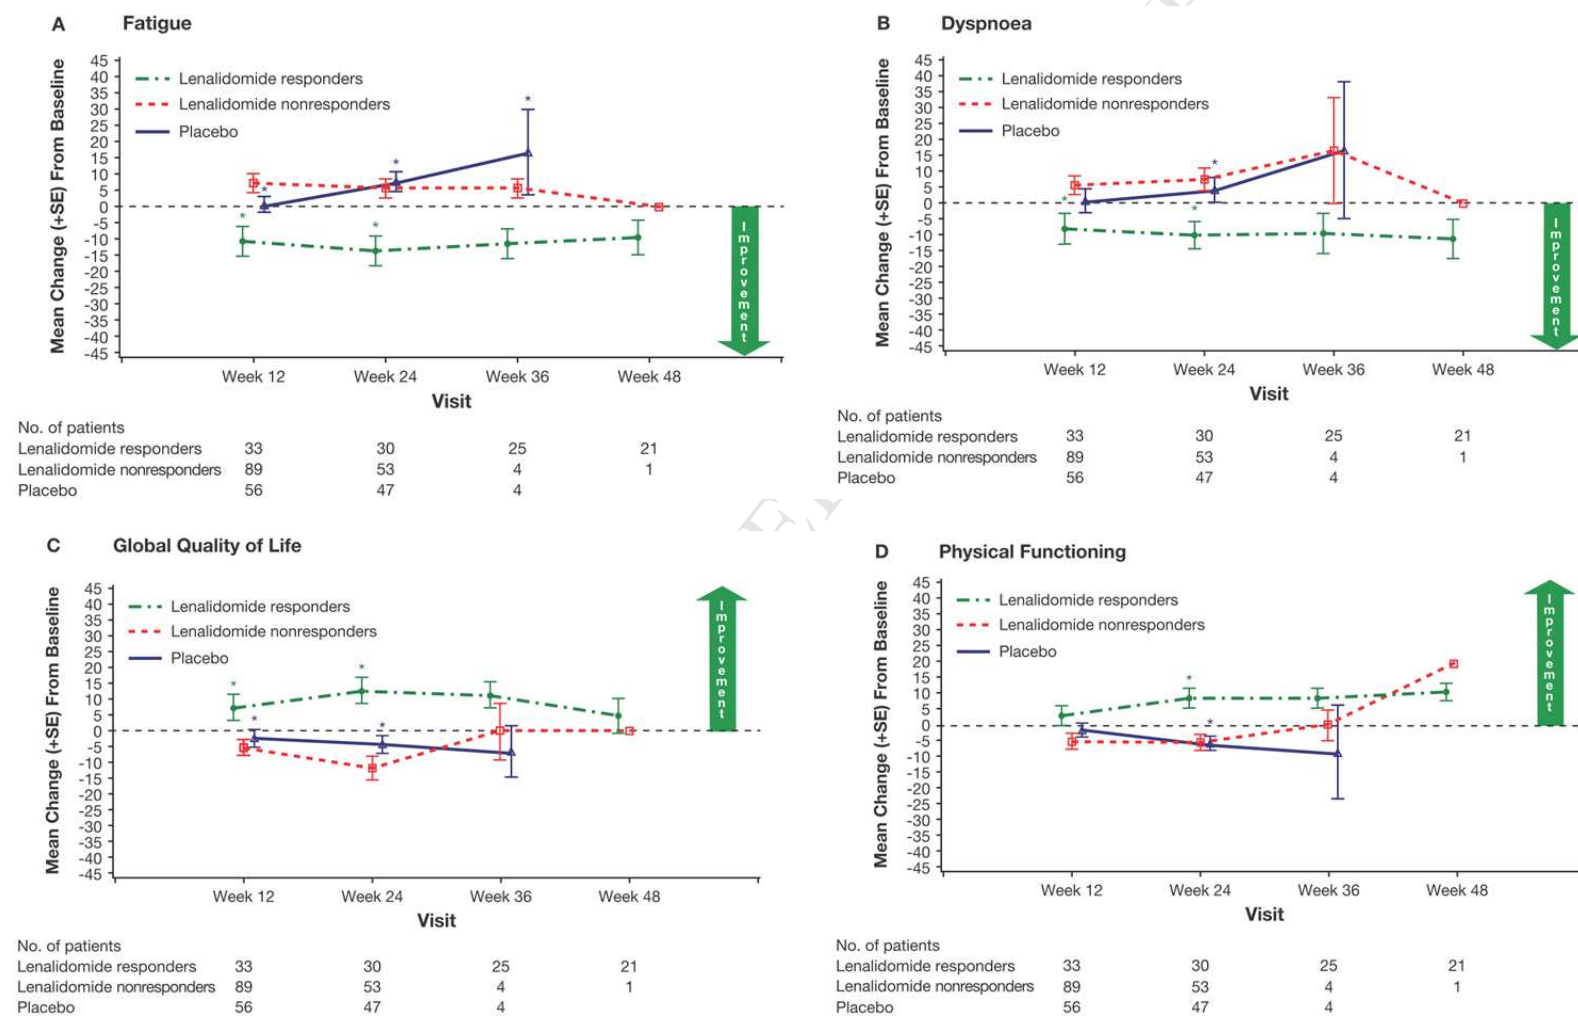 A Fatigue
Mean Change (+SE) From Baseline
45
40
35
30
25
20
15
10
5
0
-5
-10
-15
-20
-25
-30
-35
-40
-45
Lenalidomide responders
Lenalidomide nonresponders
Placebo
* * * * *
Improvement
Week 12 Week 24 Week 36 Week 48
Visit
No. of patients
Lenalidomide responders 33 30 25 21
Lenalidomide nonresponders 89 53 4 1
Placebo 56 47 4
B Dyspnoea
Mean Change (+SE) From Baseline
45
40
35
30
25
20
15
10
5
0
-5
-10
-15
-20
-25
-30
-35
-40
-45
Lenalidomide responders
Lenalidomide nonresponders
Placebo
* * *
Improvement
Week 12 Week 24 Week 36 Week 48
Visit
No. of patients
Lenalidomide responders 33 30 25 21
Lenalidomide nonresponders 89 53 4 1
Placebo 56 47 4
C Global Quality of Life
Mean Change (+SE) From Baseline
45
40
35
30
25
20
15
10
5
0
-5
-10
-15
-20
-25
-30
-35
-40
-45
Lenalidomide responders
Lenalidomide nonresponders
Placebo
* * * *
Improvement
Week 12 Week 24 Week 36 Week 48
Visit
No. of patients
Lenalidomide responders 33 30 25 21
Lenalidomide nonresponders 89 53 4 1
Placebo 56 47 4
D Physical Functioning
Mean Change (+SE) From Baseline
45
40
35
30
25
20
15
10
5
0
-5
-10
-15
-20
-25
-30
-35
-40
-45
Lenalidomide responders
Lenalidomide nonresponders
Placebo
* * *
Improvement
Week 12 Week 24 Week 36 Week 48
Visit
No. of patients
Lenalidomide responders 33 30 25 21
Lenalidomide nonresponders 89 53 4 1
Placebo 56 47 4